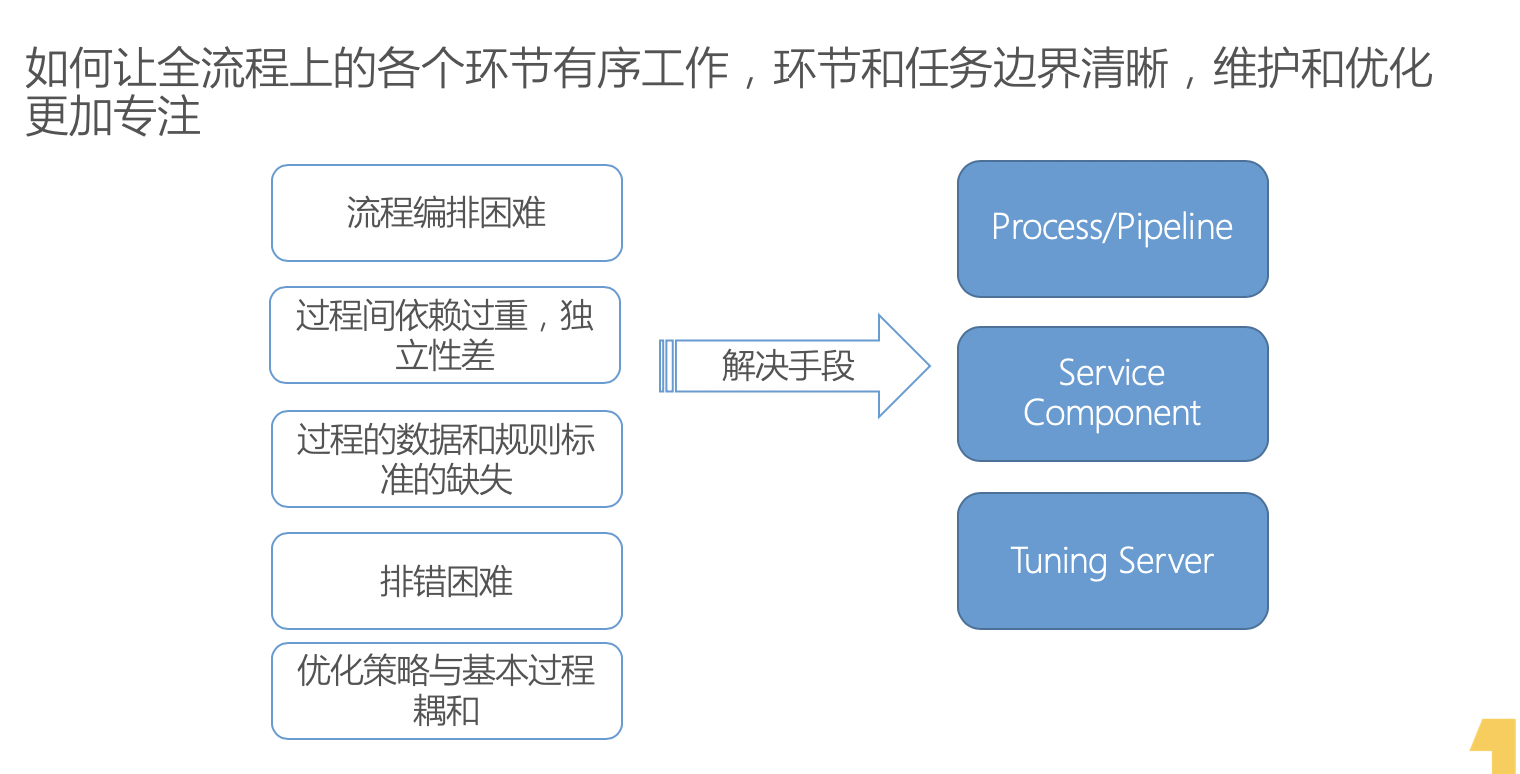 如何让全流程上的各个环节有序工作，环节和任务边界清晰，维护和优化
更加专注
流程编排困难
过程间依赖过重，独
立性差
过程的数据和规则标
准的缺失
排错困难
优化策略与基本过程
耦和
解决手段
Process/Pipeline
Service
Component
Tuning Server